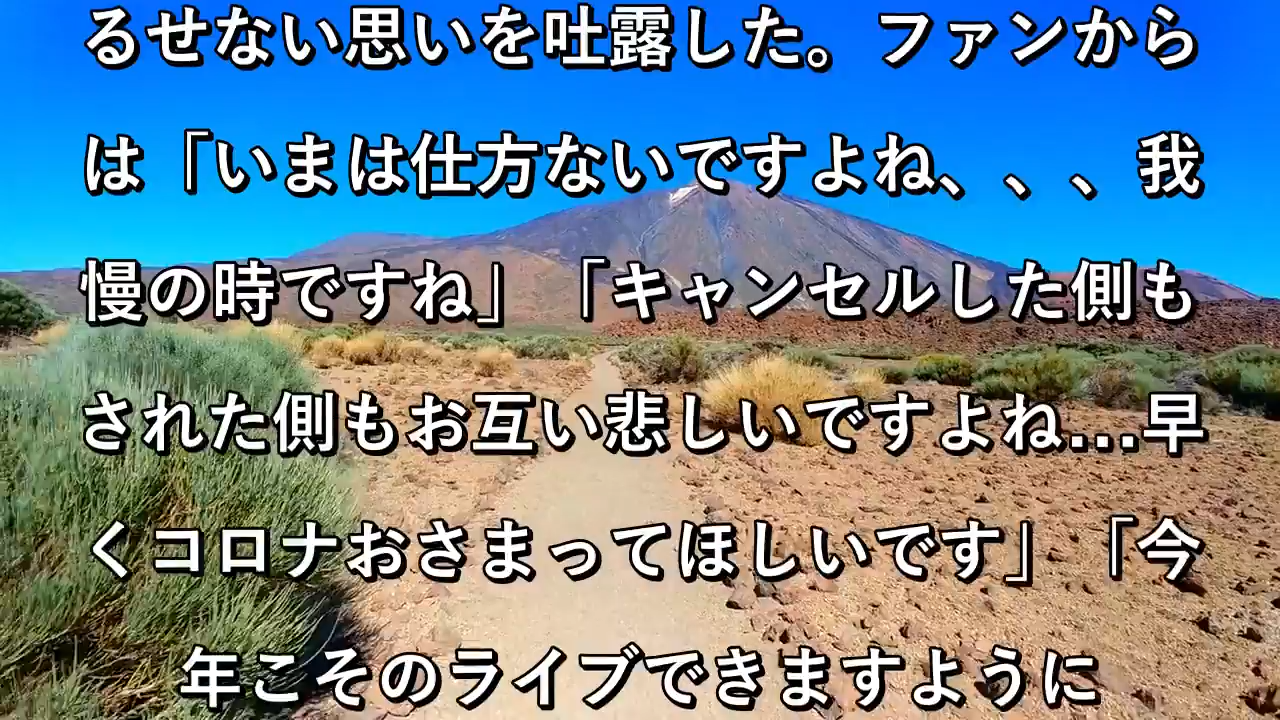 るせない思いを吐露した。ファンから
は「いまは仕方ないですよね、、、我
慢の時ですね」「キャンセルした側も
された側もお互い悲しいですよね…早
くコロナおさまってほしいです」「今
年こそのライブできますように